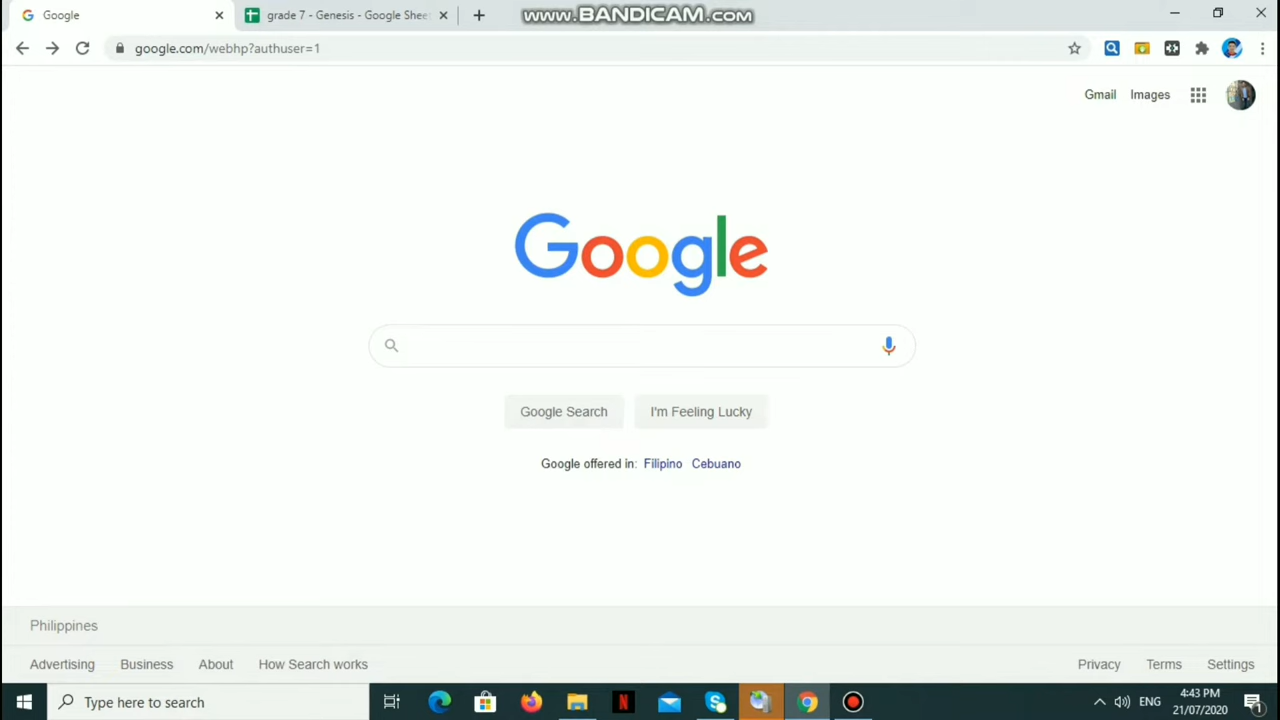 Google
grade 7 - Genesis - Google Shee
www.BANDICAM.com
google.com/webhp?authuser=1
Gmail
Images
Google
Google Search
I'm Feeling Lucky
Google offered in: Filipino Cebuano
Philippines
Advertising
Business
About
How Search works
Privacy
Terms
Settings
Type here to search
N
S
ENG
4:43 PM
21/07/2020
1